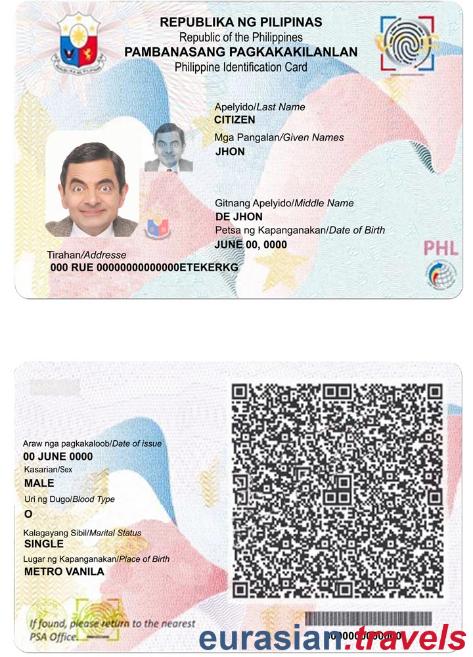 REPUBLIKA NG PILIPINAS
Republic of the Philippines
PAMBANASANG PAGKAKAKILANLAN
Philippine Identification Card
Apelyido/Last Name
CITIZEN
Mga Pangalan/Given Names
JHON
Gitnang Apelyido/Middle Name
DE JHON
Petsa ng Kapanganakan/Date of Birth
JUNE 00, 0000
Tirahan/Addresse
000 RUE 00000000000000ETEKERKG
PHL
Araw nga pagkakaloob/Date of issue
00 JUNE 0000
Kasarian/Sex
MALE
Uri ng Dugo/Blood Type
O
Kalagayang Sibil/Marital Status
SINGLE
Lugar ng Kapanganakan/Place of Birth
METRO VANILA
If found, please return to the nearest
PSA Office.
eurasian.travels